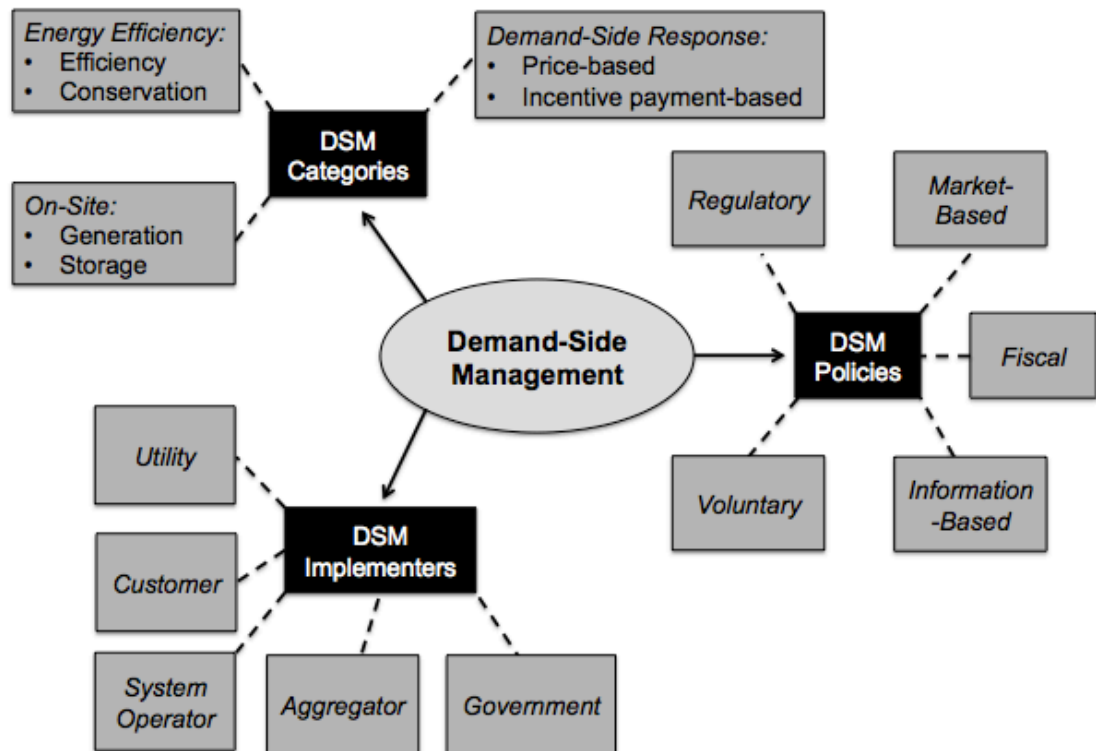 Energy Efficiency:
• Efficiency
• Conservation
Demand-Side Response:
• Price-based
• Incentive payment-based
DSM
Categories
On-Site:
• Generation
• Storage
Regulatory
Market-
Based
Demand-Side
Management
DSM
Policies
Fiscal
Voluntary
Information
-Based
Utility
DSM
Implementers
Customer
System
Operator
Aggregator
Government